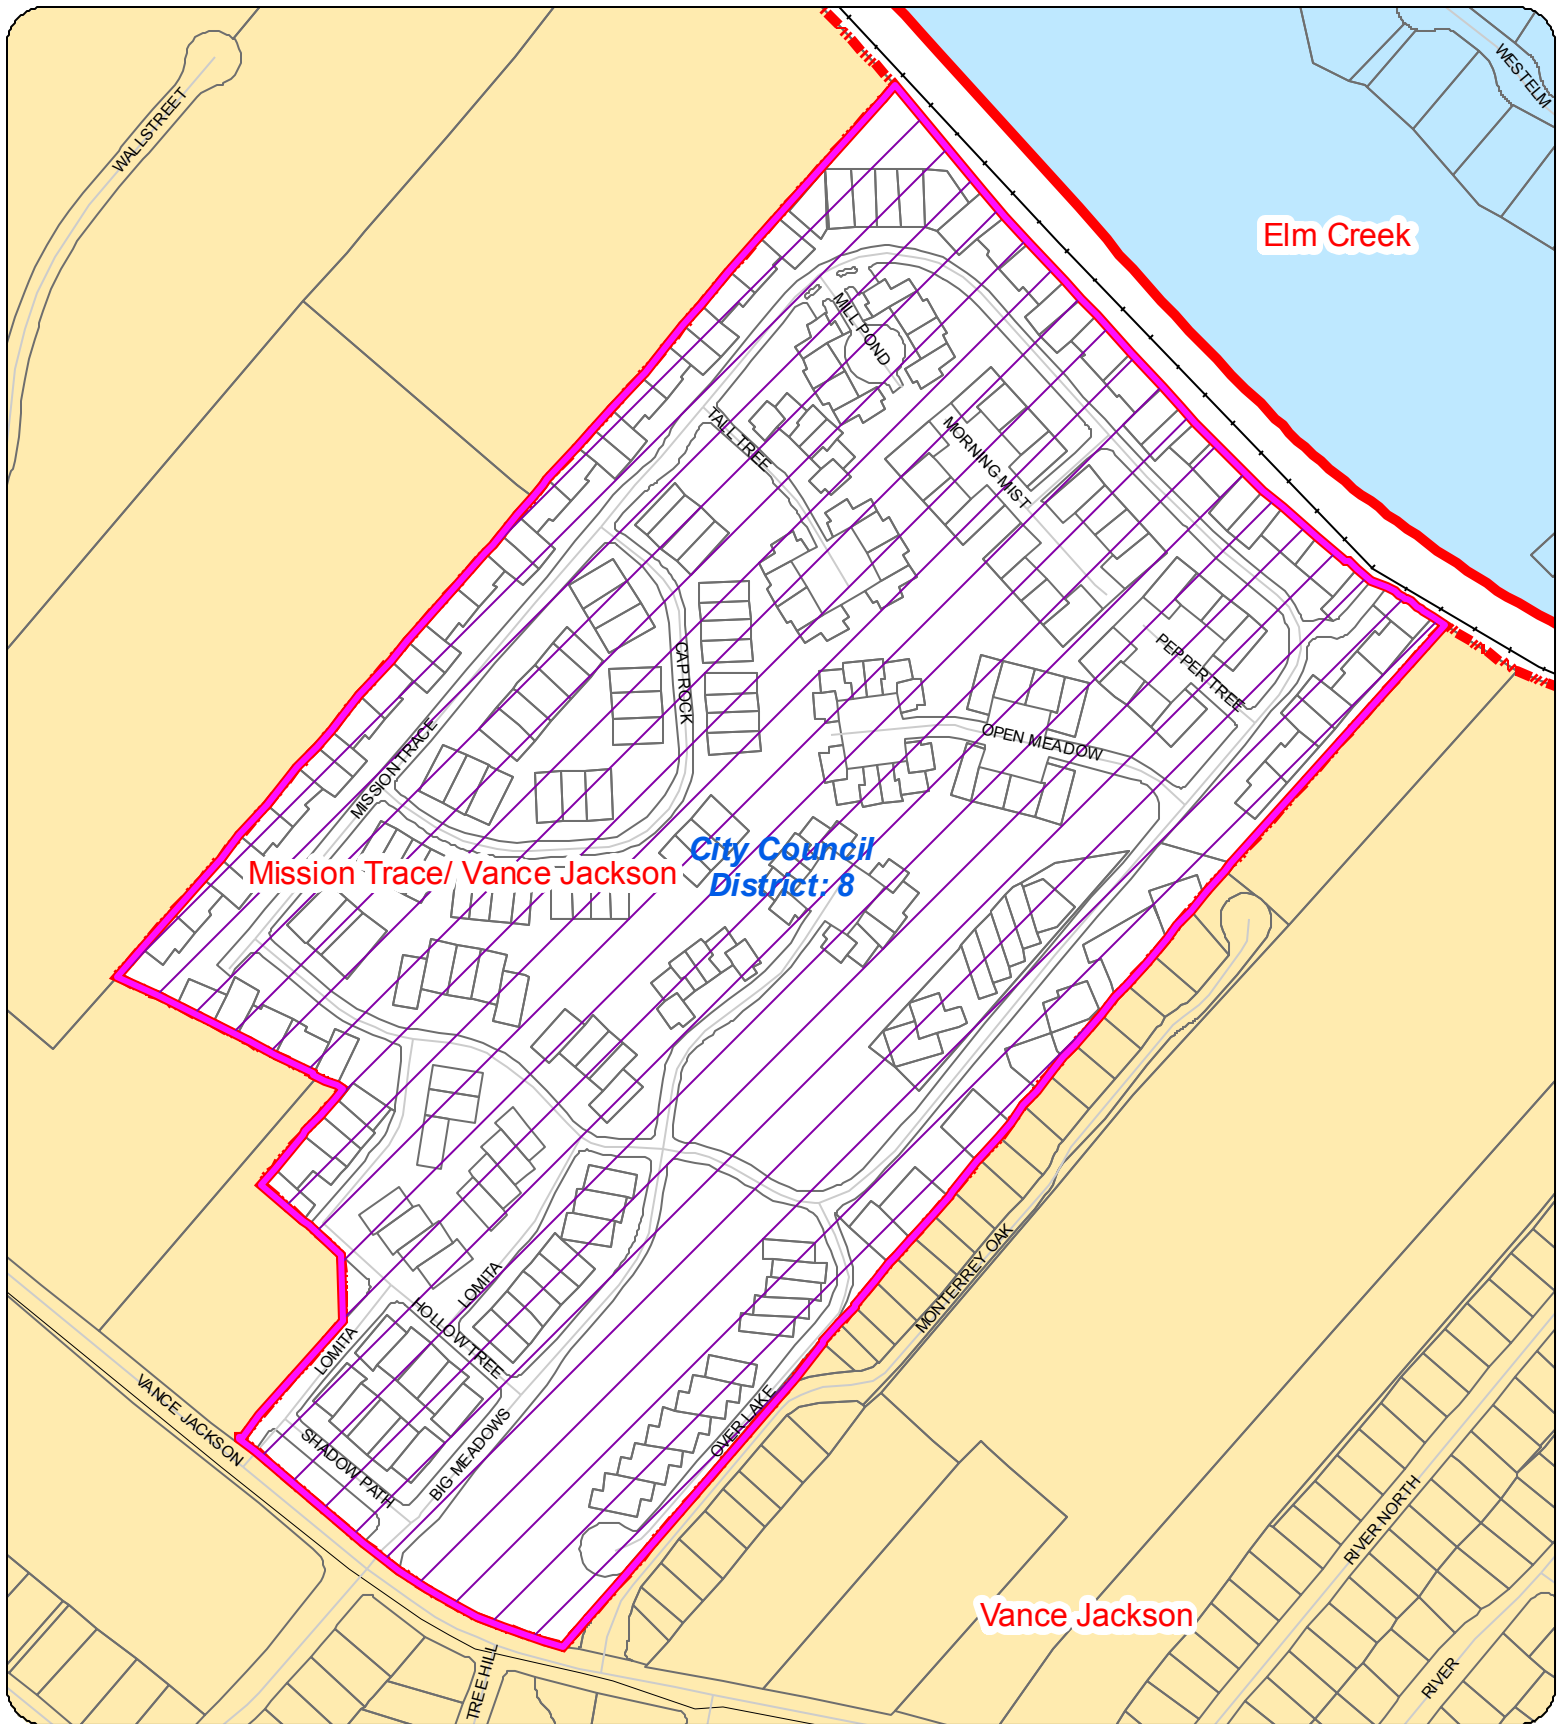 WESTELM
WALLSTREET
Elm Creek
MILL POND
TALL TREE
MORNING MIST
PEPPER TREE
CAP ROCK
OPEN MEADOW
MISSION TRACE
City Council
District: 8
Mission Trace/ Vance Jackson
MONTERREY OAK
LOMITA
HOLLOW TREE
LOMITA
VANCE JACKSON
OVER LAKE
SHADOW PATH
BIG MEADOWS
RIVER NORTH
Vance Jackson
TREE HILL
RIVER